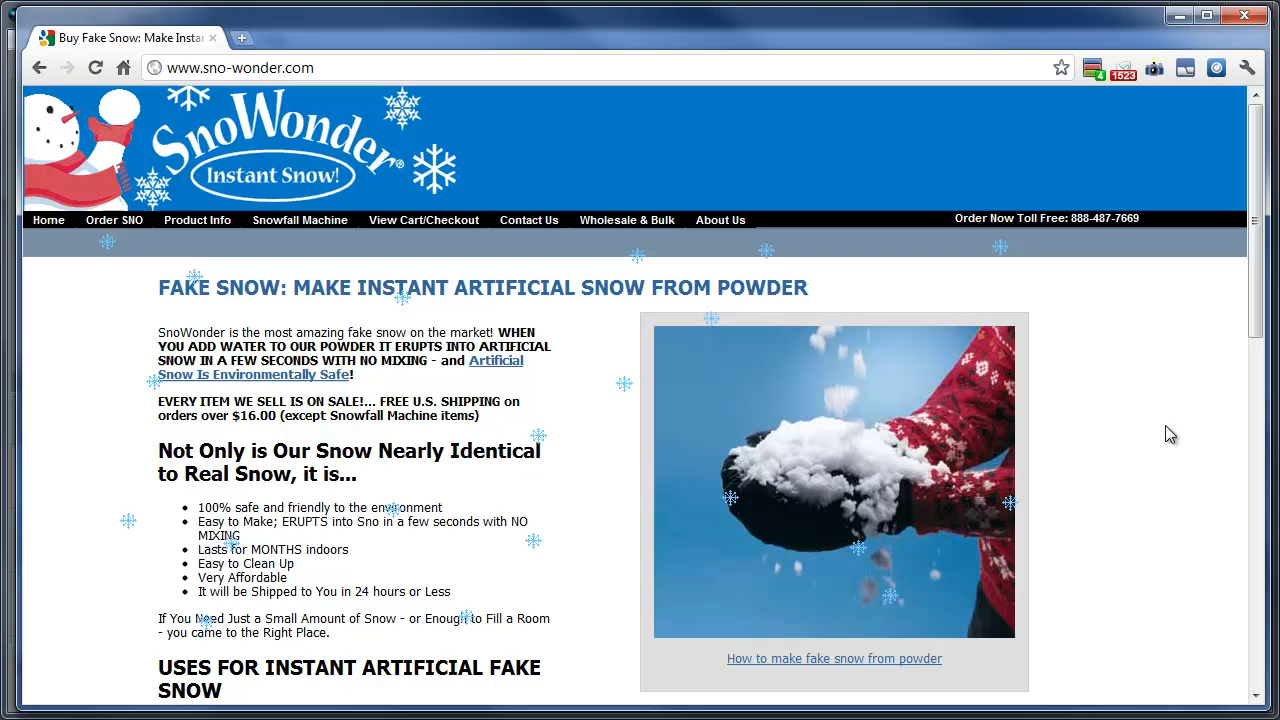 Buy Fake Snow: Make Insta
www.sno-wonder.com
4
1523
SnoWonder®
Instant Snow!
Home Order SNO Product Info Snowfall Machine View Cart/Checkout Contact Us Wholesale & Bulk About Us Order Now Toll Free: 888-487-7669
FAKE SNOW: MAKE INSTANT ARTIFICIAL SNOW FROM POWDER
SnoWonder is the most amazing fake snow on the market! WHEN
YOU ADD WATER TO OUR POWDER IT ERUPTS INTO ARTIFICIAL
SNOW IN A FEW SECONDS WITH NO MIXING - and Artificial
Snow Is Environmentally Safe!
EVERY ITEM WE SELL IS ON SALE!... FREE U.S. SHIPPING on
orders over $16.00 (except Snowfall Machine items)
Not Only is Our Snow Nearly Identical
to Real Snow, it is...
100% safe and friendly to the environment
Easy to Make; ERUPTS into Sno in a few seconds with NO
MIXING
Lasts for MONTHS indoors
Easy to Clean Up
Very Affordable
It will be Shipped to You in 24 hours or Less
If You Need Just a Small Amount of Snow - or Enough to Fill a Room
- you came to the Right Place.
USES FOR INSTANT ARTIFICIAL FAKE
SNOW
How to make fake snow from powder